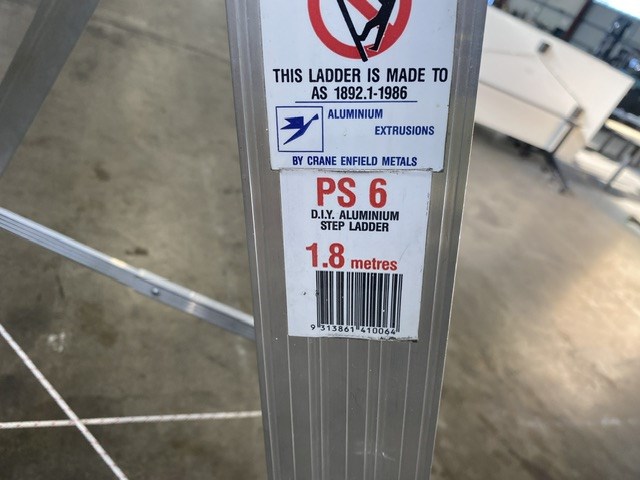 THIS LADDER IS MADE TO
AS 1892.1-1986
ALUMINIUM
EXTRUSIONS
BY CRANE ENFIELD METALS
PS 6
D.I.Y. ALUMINIUM
STEP LADDER
1.8 metres
9 313861 410064